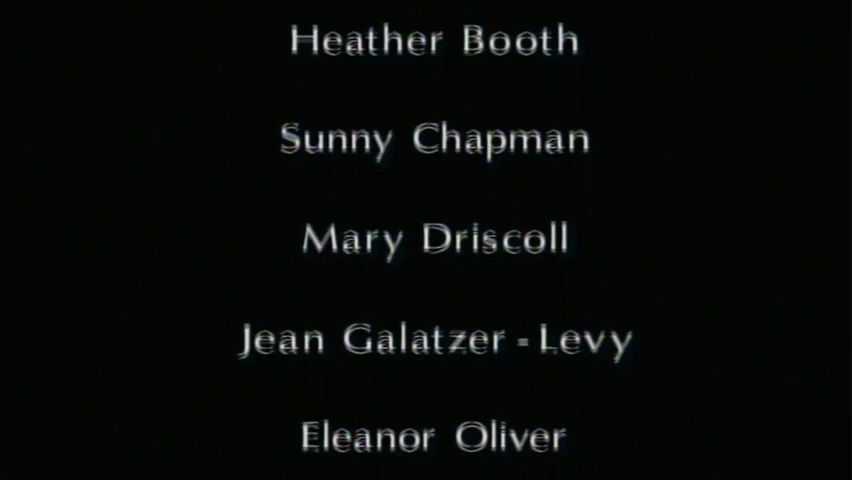 Heather Booth
Sunny Chapman
Mary Driscoll
Jean Galatzer-Levy
Eleanor Oliver